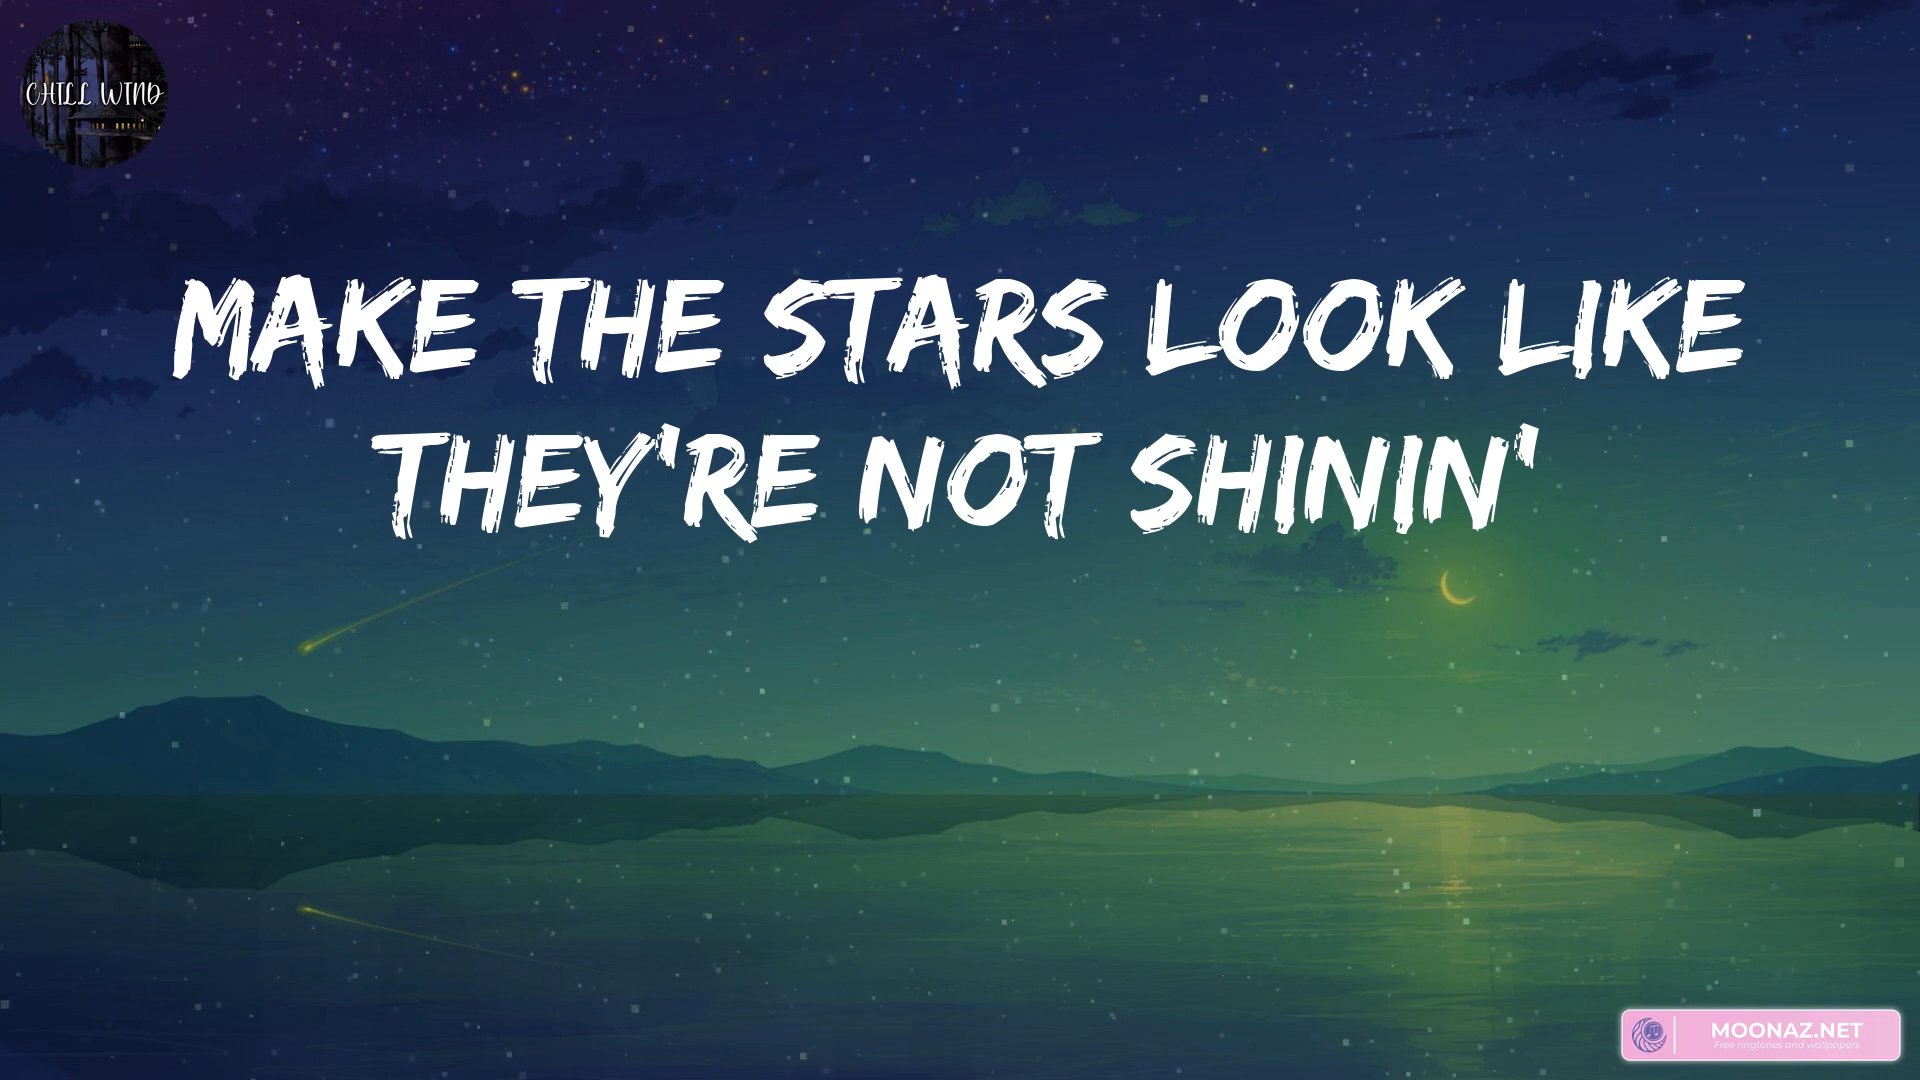 CHILL WIND
MAKE THE STARS LOOK LIKE
THEY'RE NOT SHININ'
MOONAZ.NET
Free ringtones and wallpapers